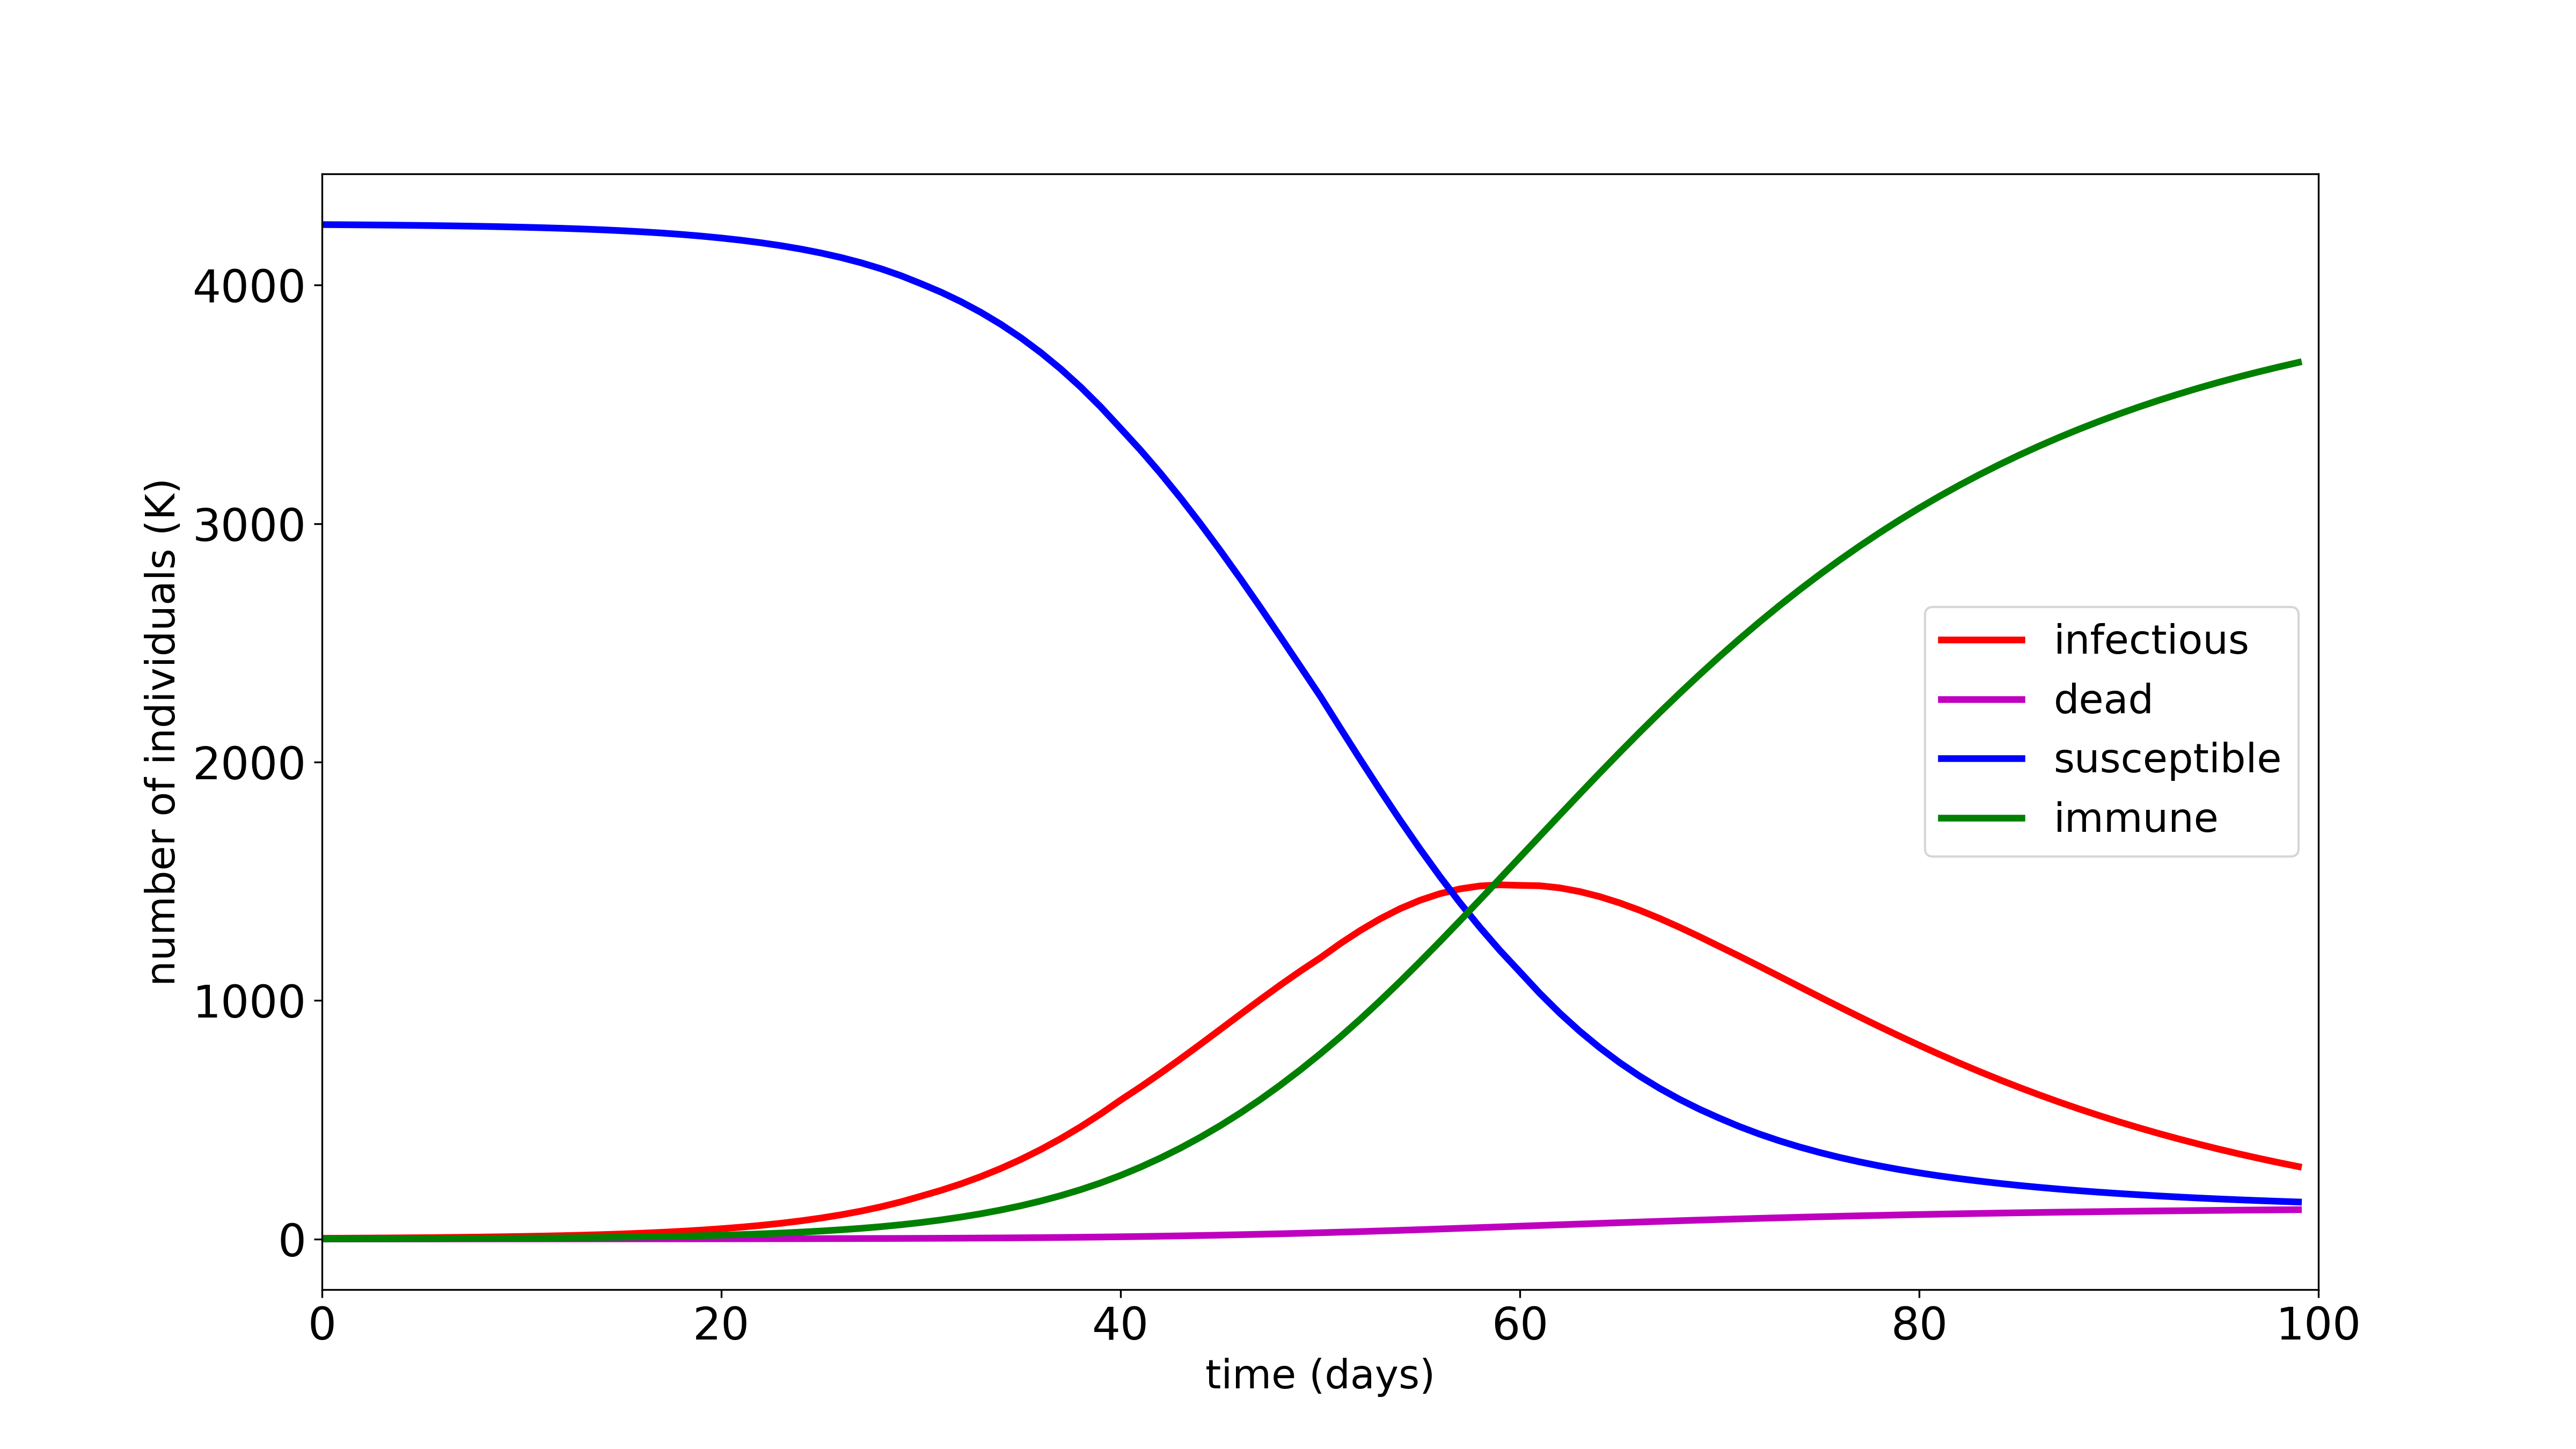 number of individuals (K)
4000
3000
2000
1000
0
infectious
dead
susceptible
immune
0 20 40 60 80 100
time (days)